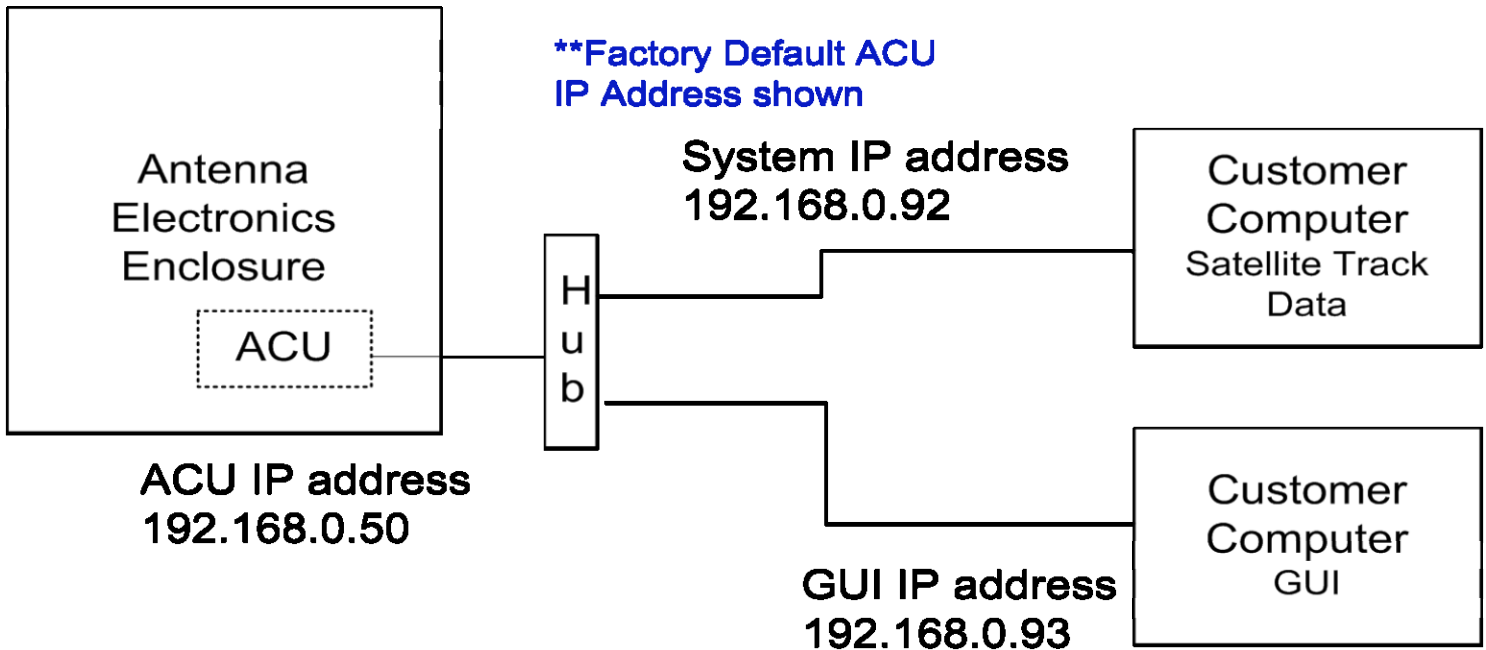 **Factory Default ACU
IP Address shown
Antenna
Electronics
Enclosure
ACU
ACU IP address
192.168.0.50
H
u
b
System IP address
192.168.0.92
Customer
Computer
Satellite Track
Data
GUI IP address
192.168.0.93
Customer
Computer
GUI